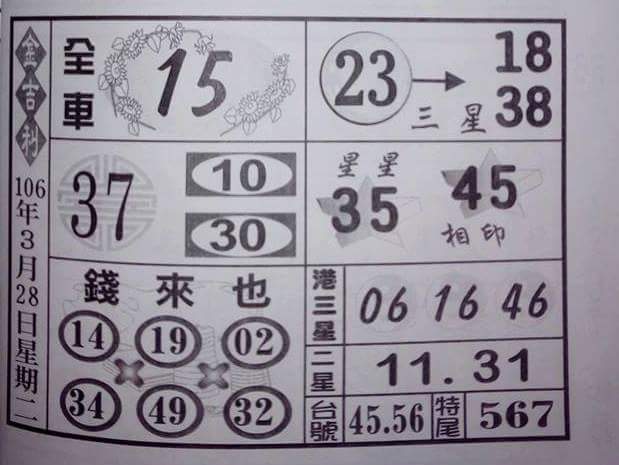 金吉利
106年3月28日星期二
全車
15
23
18
38
三星
37
10
30
星星
35 45
相印
錢來也
14 19 02
34 49 32
港三星
06 16 46
二星
11.31
台號
45.56
特尾
567